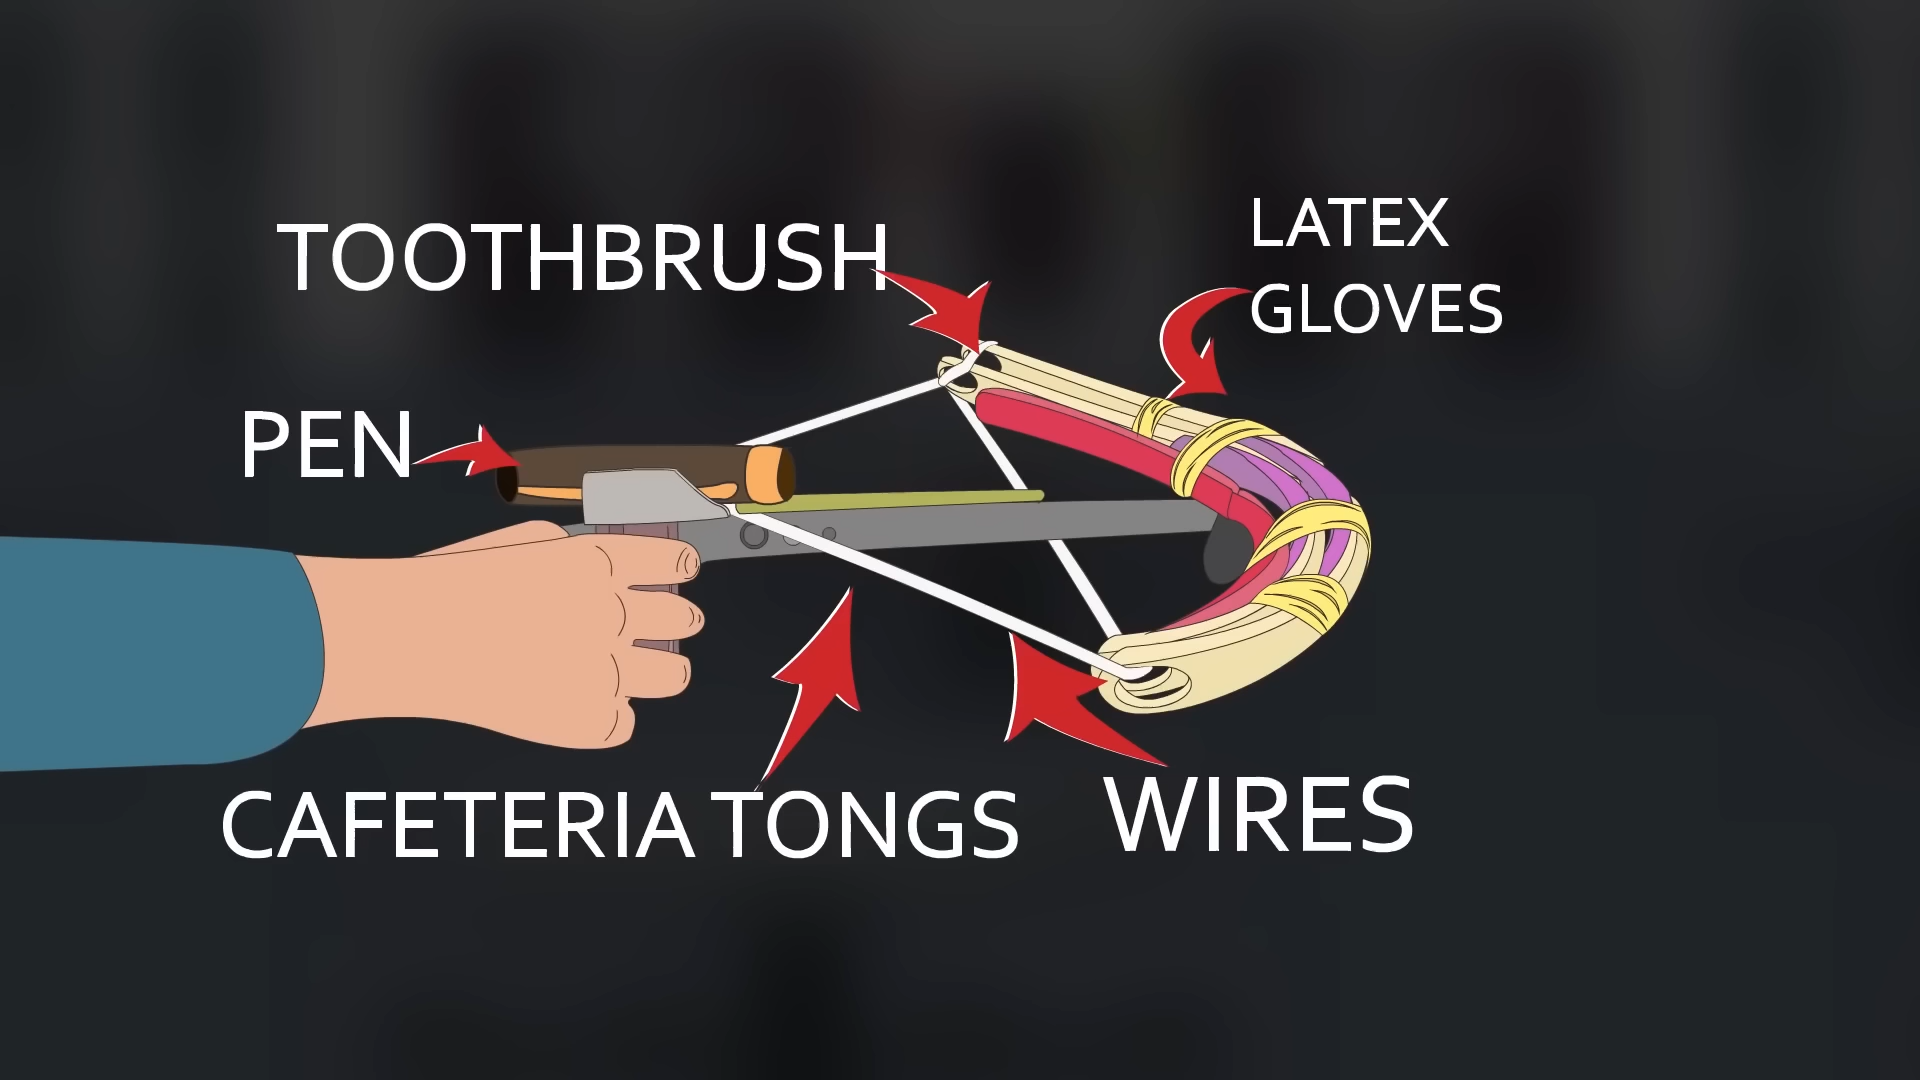 TOOTHBRUSH
LATEX
GLOVES
PEN
CAFETERIA TONGS
WIRES